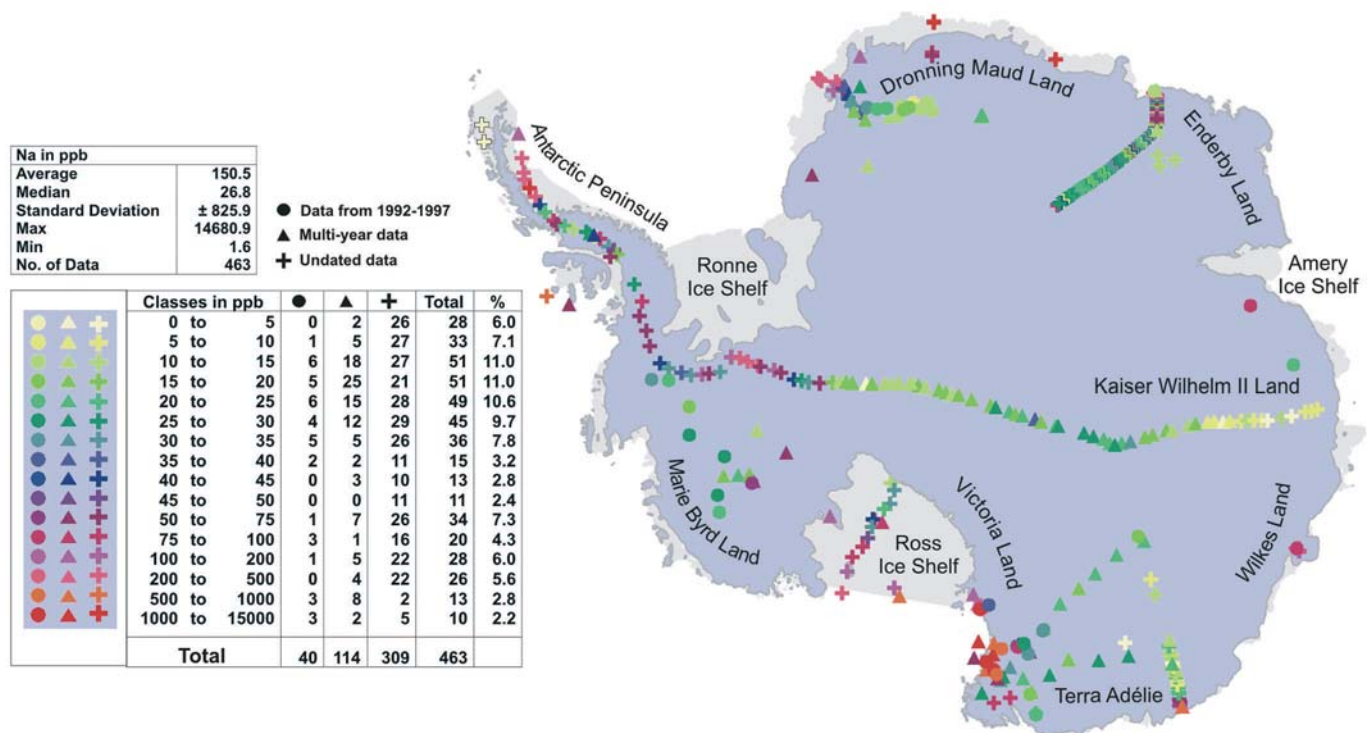 Na in ppb
Average 150.5
Median 26.8
Standard Deviation ± 825.9
Max 14680.9
Min 1.6
No. of Data 463
Data from 1992-1997
Multi-year data
Undated data
Classes in ppb Total %
0 to 5 0 2 26 28 6.0
5 to 10 1 5 27 33 7.1
10 to 15 6 18 27 51 11.0
15 to 20 5 25 21 51 11.0
20 to 25 6 15 28 49 10.6
25 to 30 4 12 29 45 9.7
30 to 35 5 5 26 36 7.8
35 to 40 2 2 11 15 3.2
40 to 45 0 3 10 13 2.8
45 to 50 0 0 11 11 2.4
50 to 75 1 7 26 34 7.3
75 to 100 3 1 16 20 4.3
100 to 200 1 5 22 28 6.0
200 to 500 0 4 22 26 5.6
500 to 1000 3 8 2 13 2.8
1000 to 15000 3 2 5 10 2.2
Total 40 114 309 463
Dronning Maud Land
Enderby Land
Antarctic Peninsula
Ronne
Ice Shelf
Amery
Ice Shelf
Kaiser Wilhelm II Land
Marie Byrd Land
Ross
Ice Shelf
Victoria Land
Wilkes Land
Terra Adélie